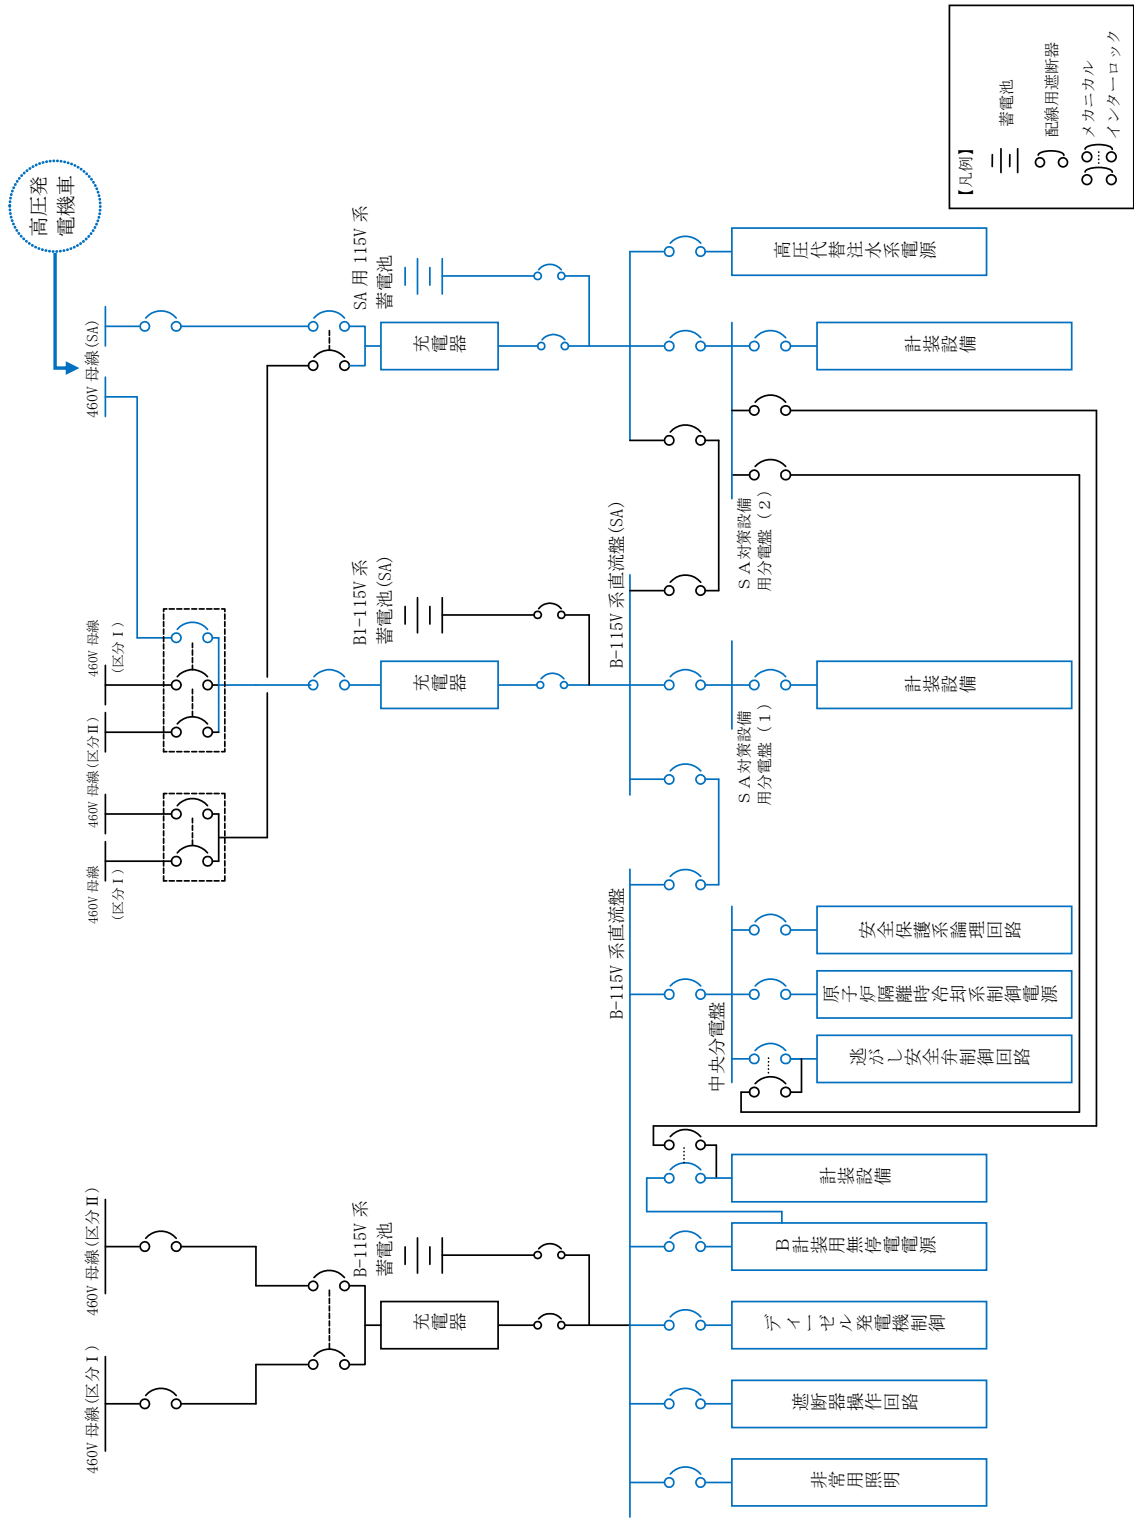 高圧発
電機車
460V 母線(SA)
460V 母線
(区分Ⅰ)
460V 母線(区分Ⅱ)
460V 母線
(区分Ⅰ)
460V 母線(区分Ⅱ)
460V 母線(区分Ⅰ)
SA 用 115V 系
蓄電池
充電器
B1-115V 系
蓄電池(SA)
充電器
B-115V 系
蓄電池
充電器
B-115V 系直流盤(SA)
B-115V 系直流盤
高圧代替注水系電源
計装設備
SA対策設備
用分電盤(2)
計装設備
SA対策設備
用分電盤(1)
中央分電盤
安全保護系論理回路
原子炉隔離時冷却系制御電源
逃がし安全弁制御回路
計装設備
B計装用無停電電源
ディーゼル発電機制御
遮断器操作回路
非常用照明
【凡例】
蓄電池
配線用遮断器
メカニカル
インターロック